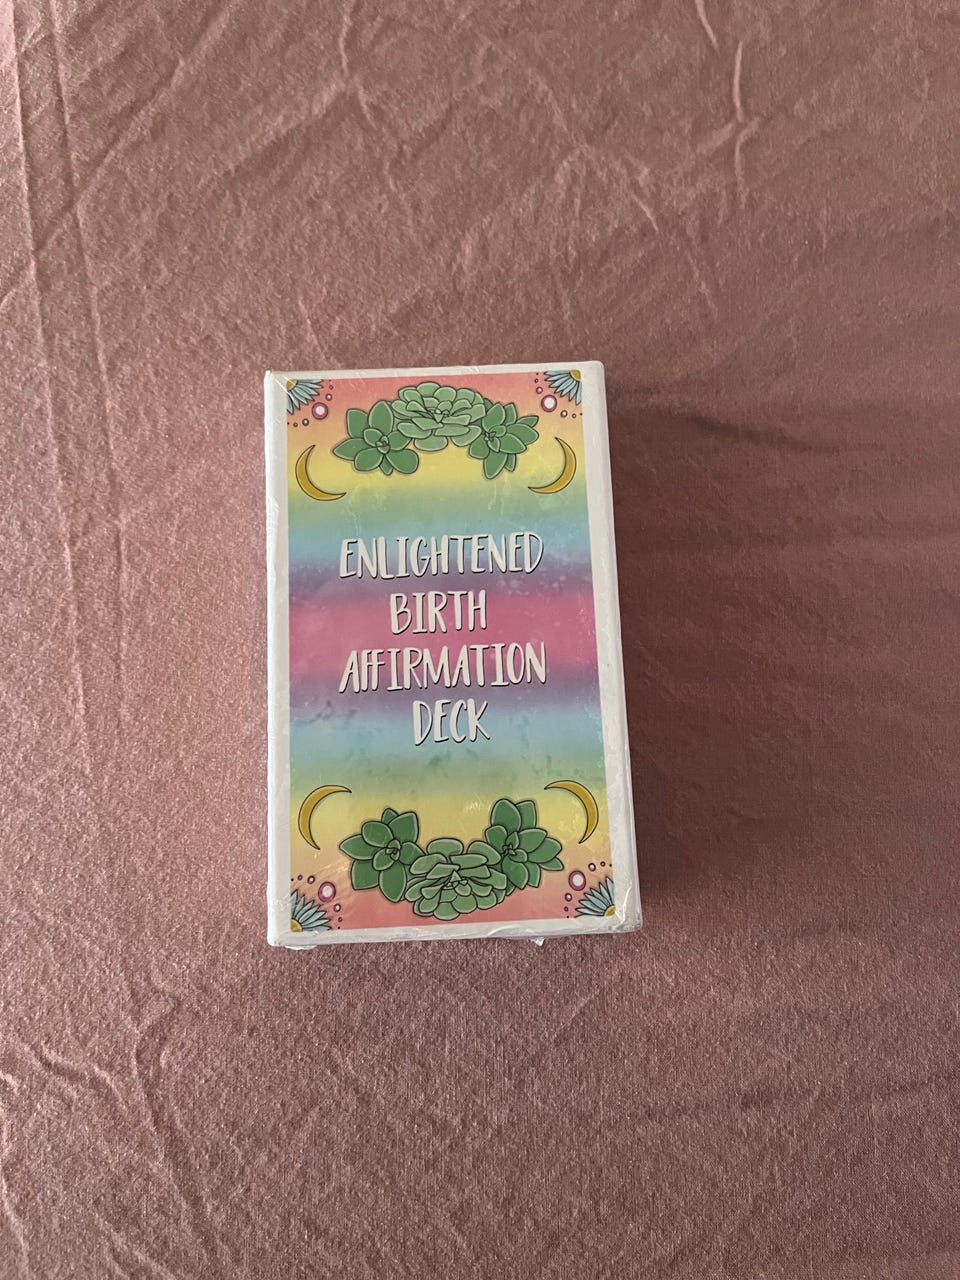 ENLIGHTENED
BIRTH
AFFIRMATION
DECK